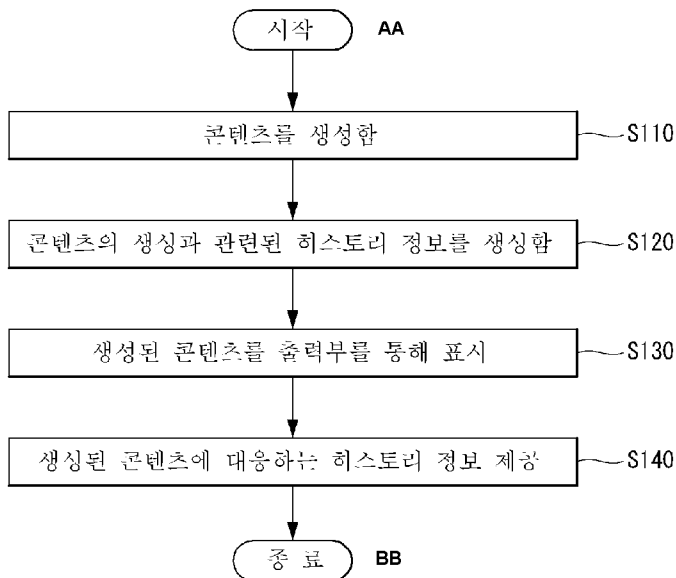 시작 AA
콘텐츠를 생성함 S110
콘텐츠의 생성과 관련된 히스토리 정보를 생성함 S120
생성된 콘텐츠를 출력부를 통해 표시 S130
생성된 콘텐츠에 대응하는 히스토리 정보 제공 S140
종료 BB